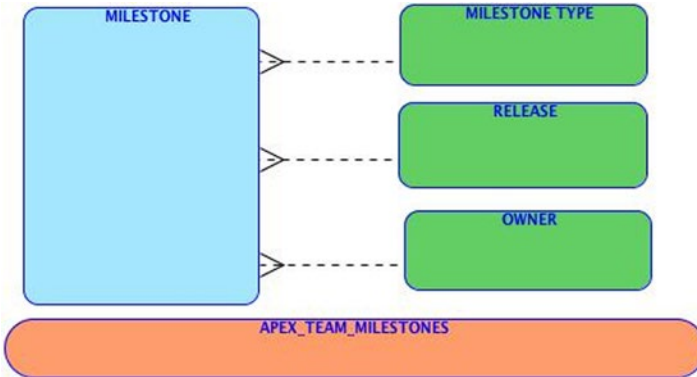 MILESTONE
MILESTONE TYPE
RELEASE
OWNER
APEX_TEAM_MILESTONES